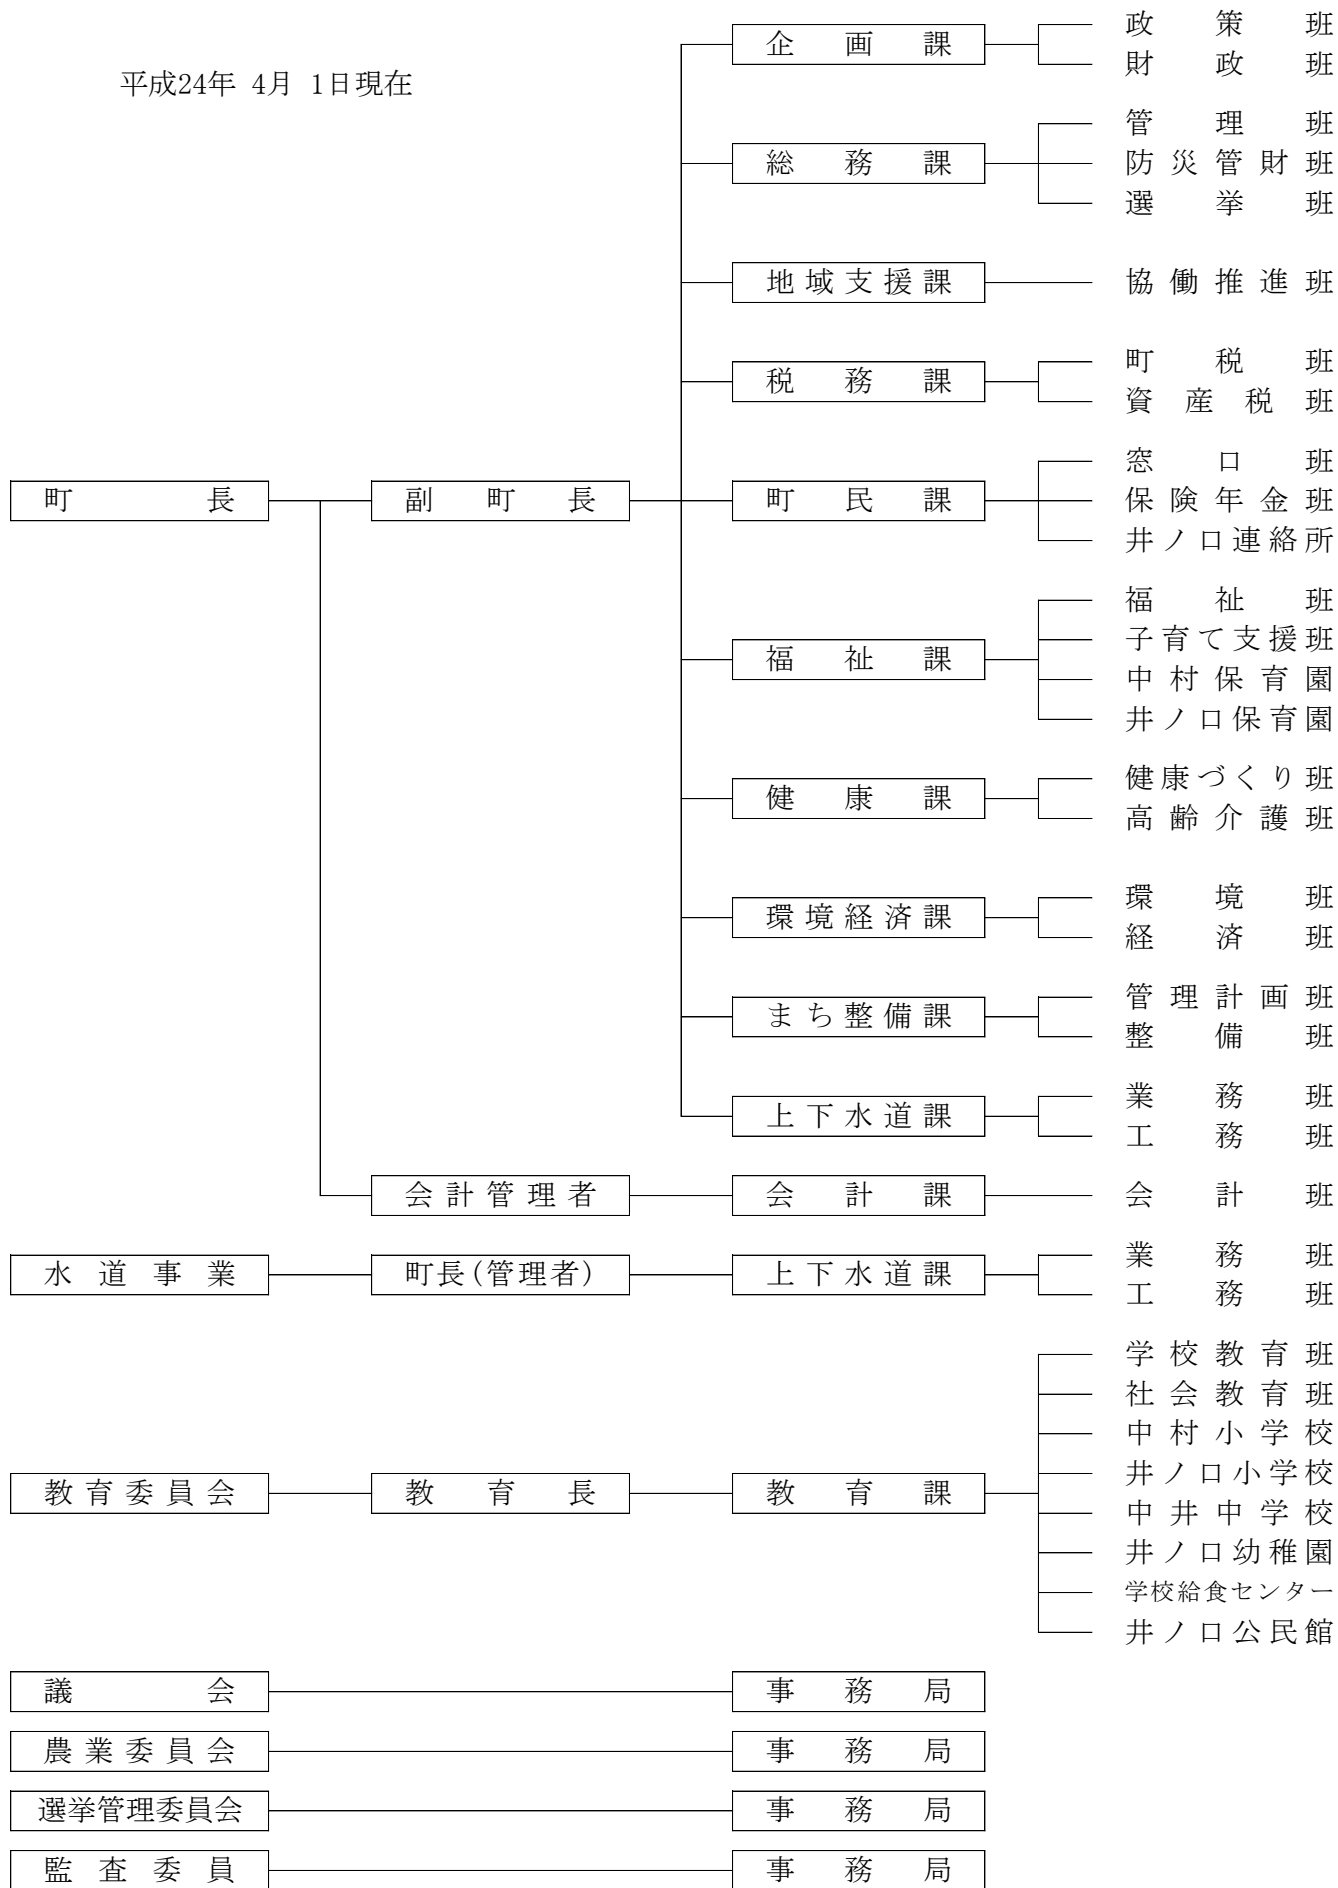 平成24年 4月 1日現在
企画課
政策班
財政班
総務課
管理班
防災管財班
選挙班
地域支援課
協働推進班
税務課
町税班
資産税班
町長
副町長
町民課
窓口班
保険年金班
井ノ口連絡所
福祉課
福祉班
子育て支援班
中村保育園
井ノ口保育園
健康課
健康づくり班
高齢介護班
環境経済課
環境班
経済班
まち整備課
管理計画班
整備班
上下水道課
業務班
工務班
会計管理者
会計課
会計班
水道事業
町長(管理者)
上下水道課
業務班
工務班
教育委員会
教育長
教育課
学校教育班
社会教育班
中村小学校
井ノ口小学校
中井中学校
井ノ口幼稚園
学校給食センター
井ノ口公民館
議会
事務局
農業委員会
事務局
選挙管理委員会
事務局
監査委員
事務局